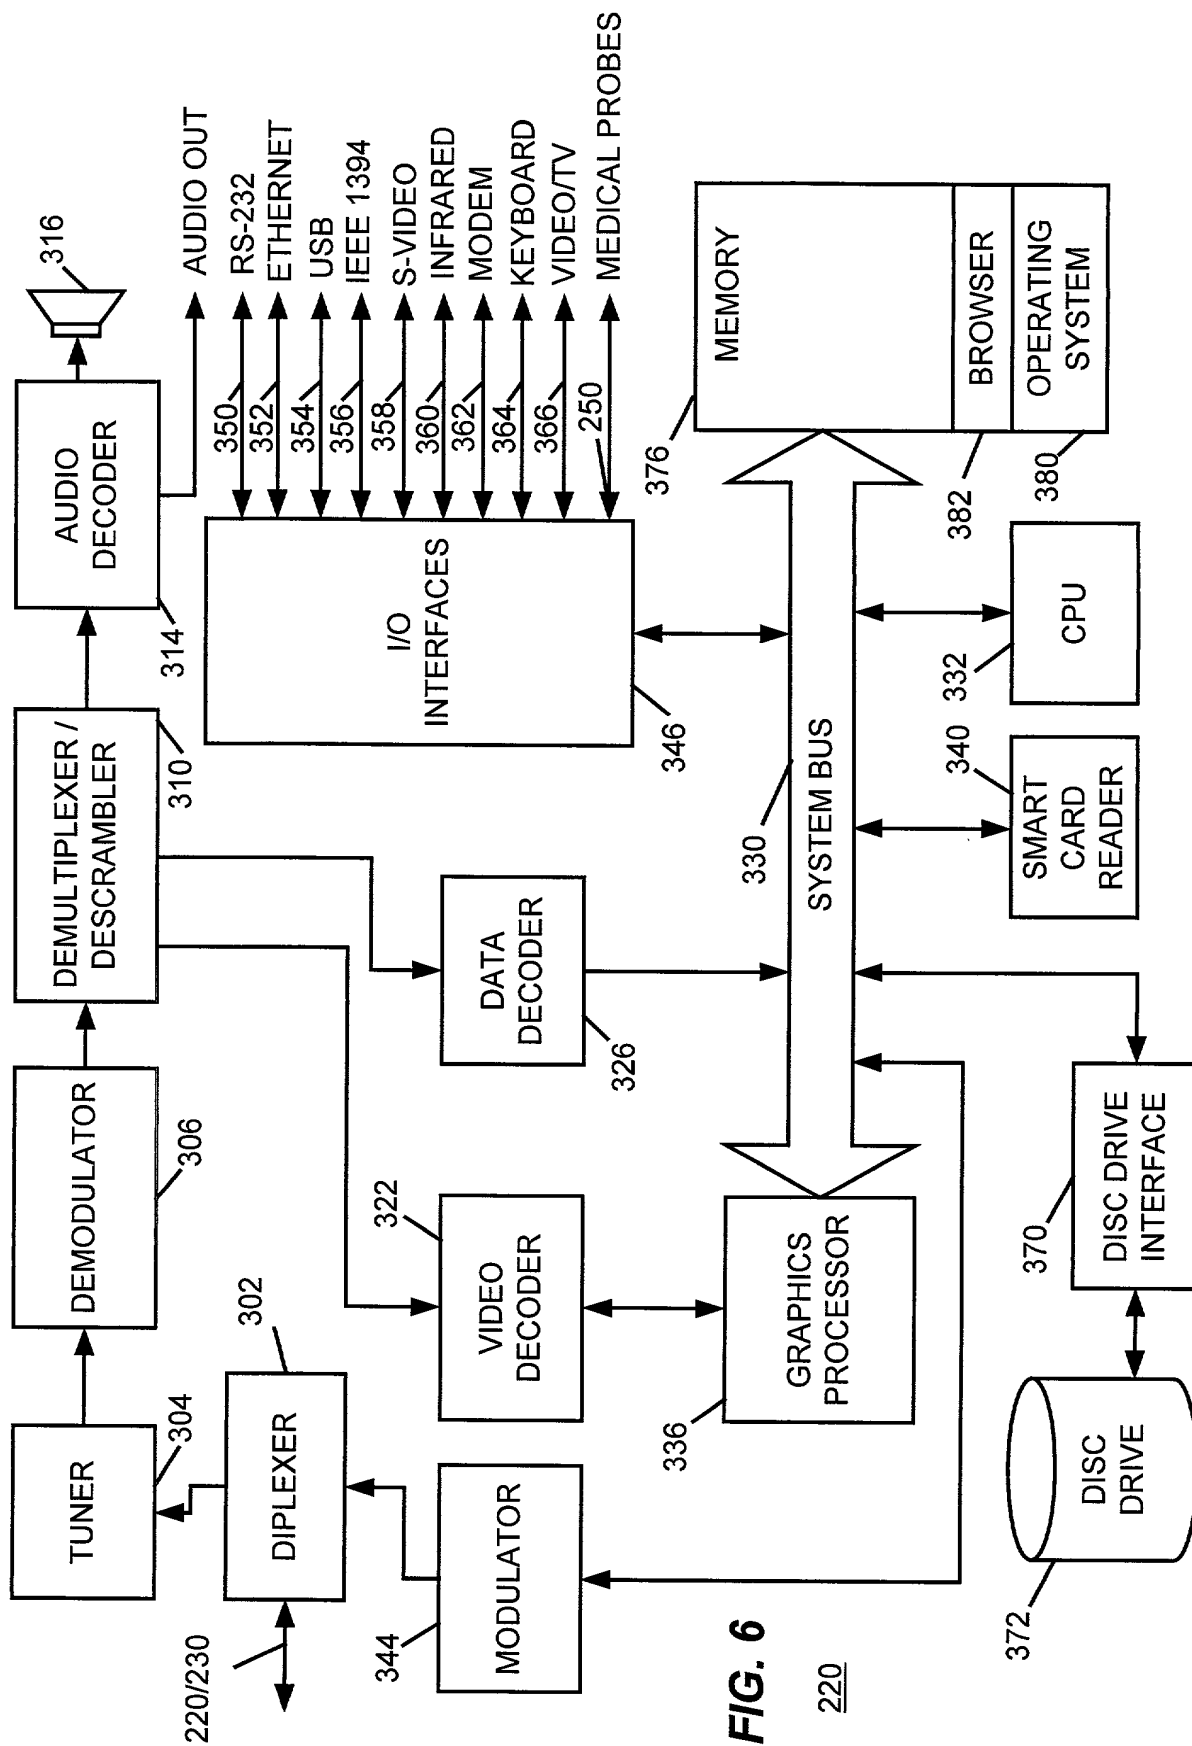 316
AUDIO
DECODER
314
AUDIO OUT
DEMULTIPLEXER /
DESCRAMBLER
310
DEMODULATOR
306
TUNER
304
220/230
DIPLEXER
302
I/O
INTERFACES
346
350
RS-232
352
ETHERNET
354
USB
356
IEEE 1394
358
S-VIDEO
360
INFRARED
362
MODEM
364
KEYBOARD
366
VIDEO/TV
250
MEDICAL PROBES
344
MODULATOR
322
VIDEO
DECODER
DATA
DECODER
326
336
GRAPHICS
PROCESSOR
330
SYSTEM BUS
376
MEMORY
BROWSER
382
OPERATING
SYSTEM
380
372
DISC
DRIVE
370
DISC DRIVE
INTERFACE
340
SMART
CARD
READER
332
CPU
FIG. 6
220